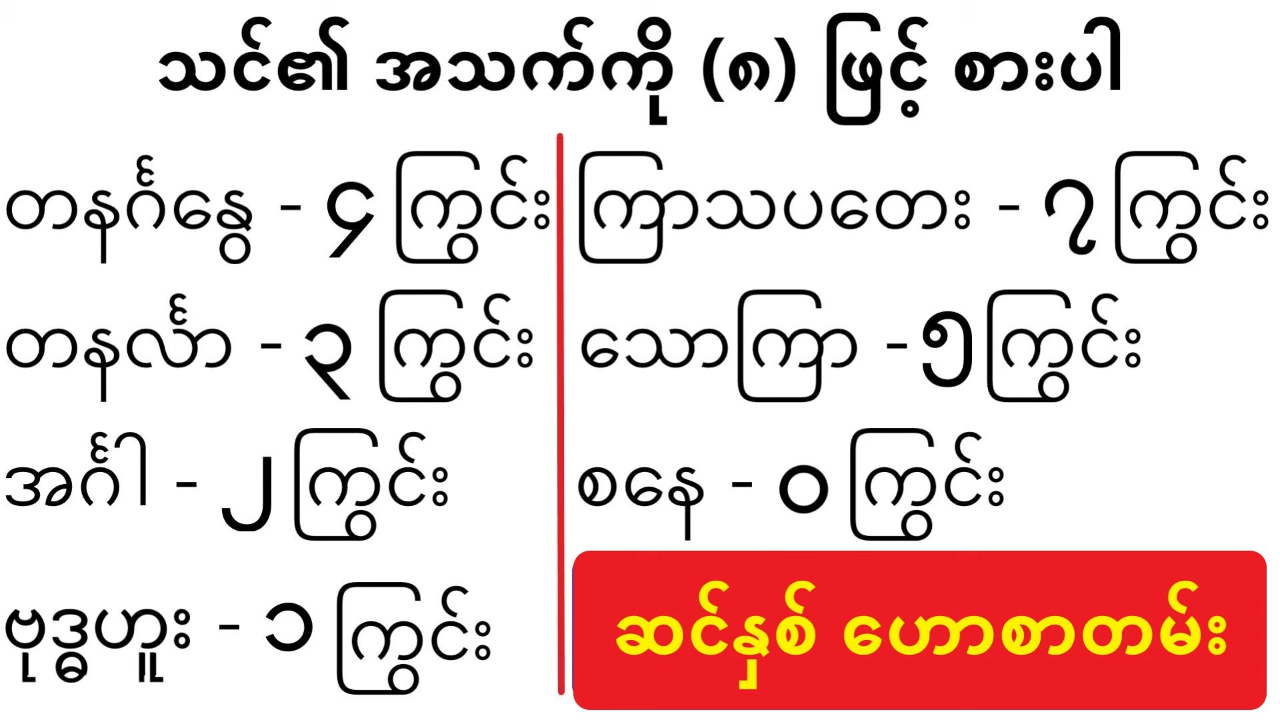 သင်၏ အသက်ကို (၈) ဖြင့် စားပါ
တနင်္ဂနွေ - ၄ ကြွင်း
တနင်္လာ - ၃ ကြွင်း
အင်္ဂါ - ၂ ကြွင်း
ဗုဒ္ဓဟူး - ၁ ကြွင်း
ကြာသပတေး - ၇ ကြွင်း
သောကြာ - ၅ ကြွင်း
စနေ - ၀ ကြွင်း
ဆင်နှစ် ဟောစာတမ်း